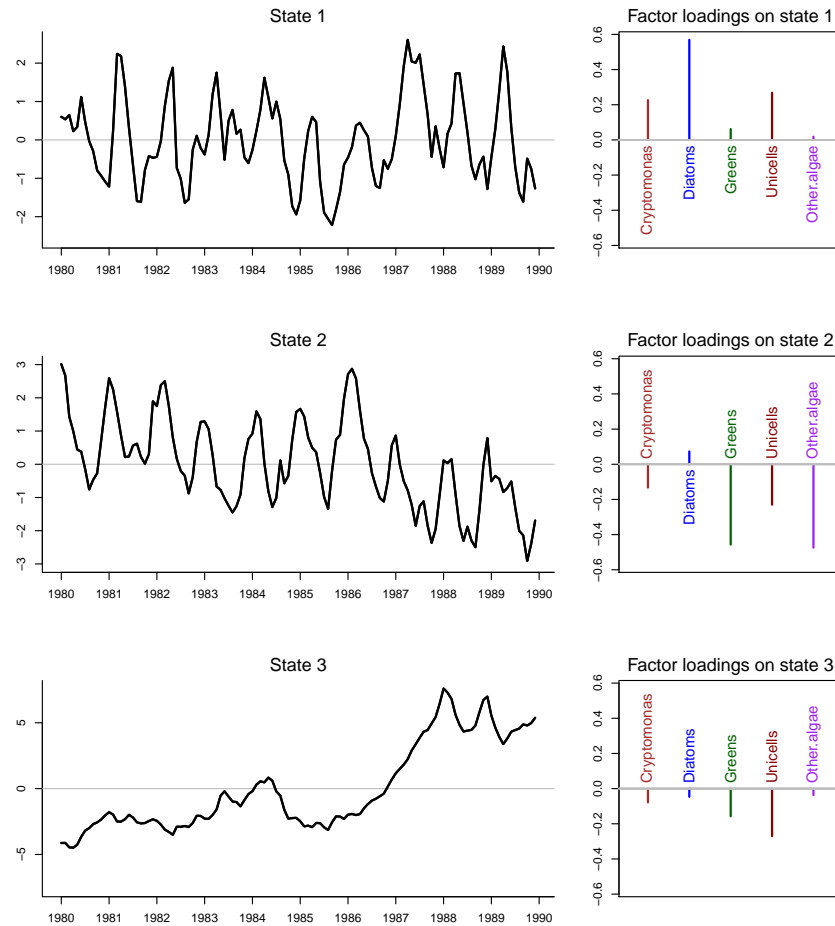 State 1
2
1
0
−1
−2
1980 1981 1982 1983 1984 1985 1986 1987 1988 1989 1990
Factor loadings on state 1
0.6
0.4
0.2
0.0
−0.2
−0.4
−0.6
Cryptomonas
Diatoms
Greens
Unicells
Other.algae
State 2
3
2
1
0
−1
−2
−3
1980 1981 1982 1983 1984 1985 1986 1987 1988 1989 1990
Factor loadings on state 2
0.6
0.4
0.2
0.0
−0.2
−0.4
−0.6
Cryptomonas
Diatoms
Greens
Unicells
Other.algae
State 3
5
0
−5
1980 1981 1982 1983 1984 1985 1986 1987 1988 1989 1990
Factor loadings on state 3
0.6
0.4
0.2
0.0
−0.2
−0.4
−0.6
Cryptomonas
Diatoms
Greens
Unicells
Other.algae